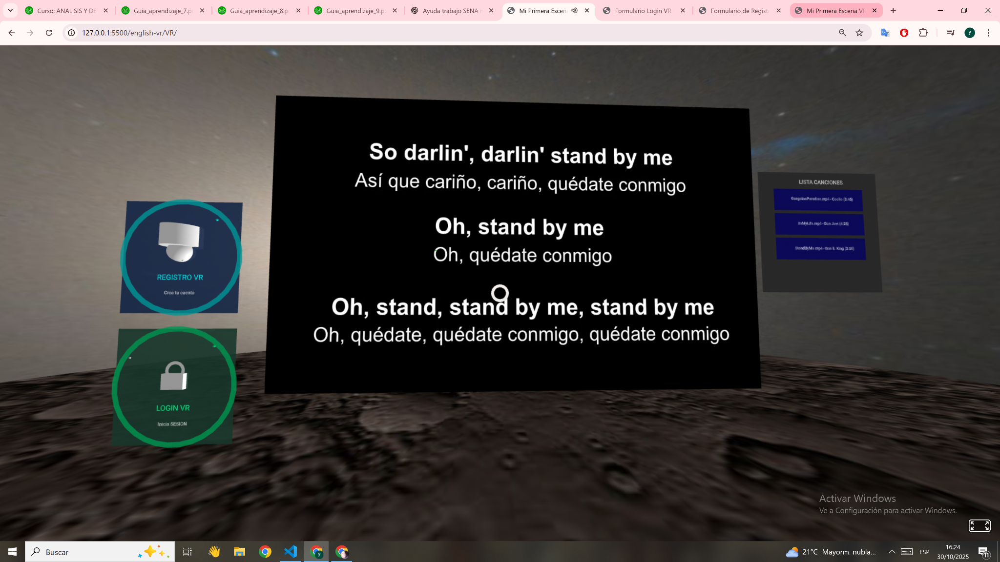 Curso: ANALISIS Y DE
Guia_aprendizaje_7.p
Guia_aprendizaje_8.p
Guia_aprendizaje_9.p
Ayuda trabajo SENA
Mi Primera Escen
Formulario Login VR
Formulario de Registr
Mi Primera Escena VR
127.0.0.1:5500/english-vr/VR/
y
So darlin', darlin' stand by me
Así que cariño, cariño, quédate conmigo
Oh, stand by me
Oh, quédate conmigo
Oh, stand, stand by me, stand by me
Oh, quédate, quédate conmigo, quédate conmigo
REGISTRO VR
Crea tu cuenta
LOGIN VR
Inicia SESION
LISTA CANCIONES
GangstasParadise.mp4 - Coolio (3:45)
ItsMyLife.mp4 - Bon Jovi (4:25)
StandByMe.mp4 - Ben E. King (2:56)
Activar Windows
Ve a Configuración para activar Windows.
Buscar
21°C Mayorm. nubla...
ESP
16:24
30/10/2025
11